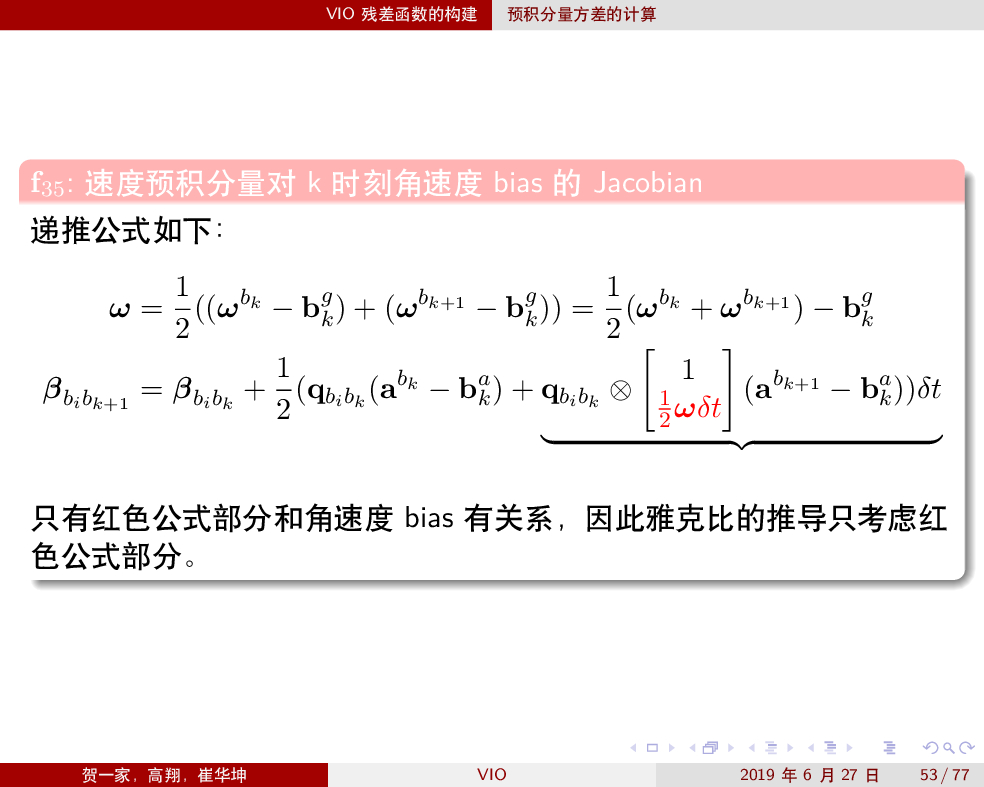 VIO 残差函数的构建 预积分量方差的计算
f₃₅: 速度预积分量对 k 时刻角速度 bias 的 Jacobian
递推公式如下:
$\boldsymbol{\omega} = \frac{1}{2}((\boldsymbol{\omega}^{b_k} - \mathbf{b}_k^g) + (\boldsymbol{\omega}^{b_{k+1}} - \mathbf{b}_k^g)) = \frac{1}{2}(\boldsymbol{\omega}^{b_k} + \boldsymbol{\omega}^{b_{k+1}}) - \mathbf{b}_k^g$
$\boldsymbol{\beta}_{b_i b_{k+1}} = \boldsymbol{\beta}_{b_i b_k} + \frac{1}{2}(\mathbf{q}_{b_i b_k}(\mathbf{a}^{b_k} - \mathbf{b}_k^a) + \underbrace{\mathbf{q}_{b_i b_k} \otimes \begin{bmatrix} 1 \\ \frac{1}{2}\boldsymbol{\omega}\delta t \end{bmatrix} (\mathbf{a}^{b_{k+1}} - \mathbf{b}_k^a))\delta t}$
只有红色公式部分和角速度 bias 有关系，因此雅克比的推导只考虑红
色公式部分。
贺一家, 高翔, 崔华坤 VIO 2019 年 6 月 27 日 53 / 77